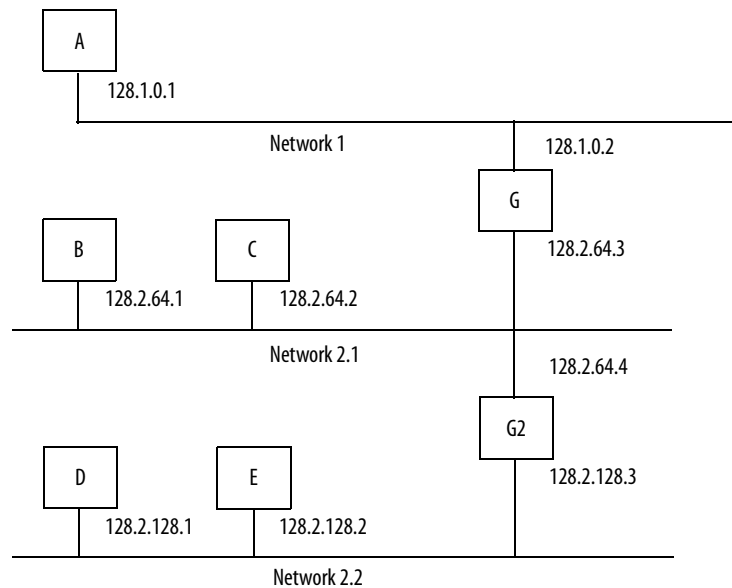 A
128.1.0.1
Network 1
128.1.0.2
G
B
C
128.2.64.3
128.2.64.1
128.2.64.2
Network 2.1
128.2.64.4
G2
D
E
128.2.128.3
128.2.128.1
128.2.128.2
Network 2.2